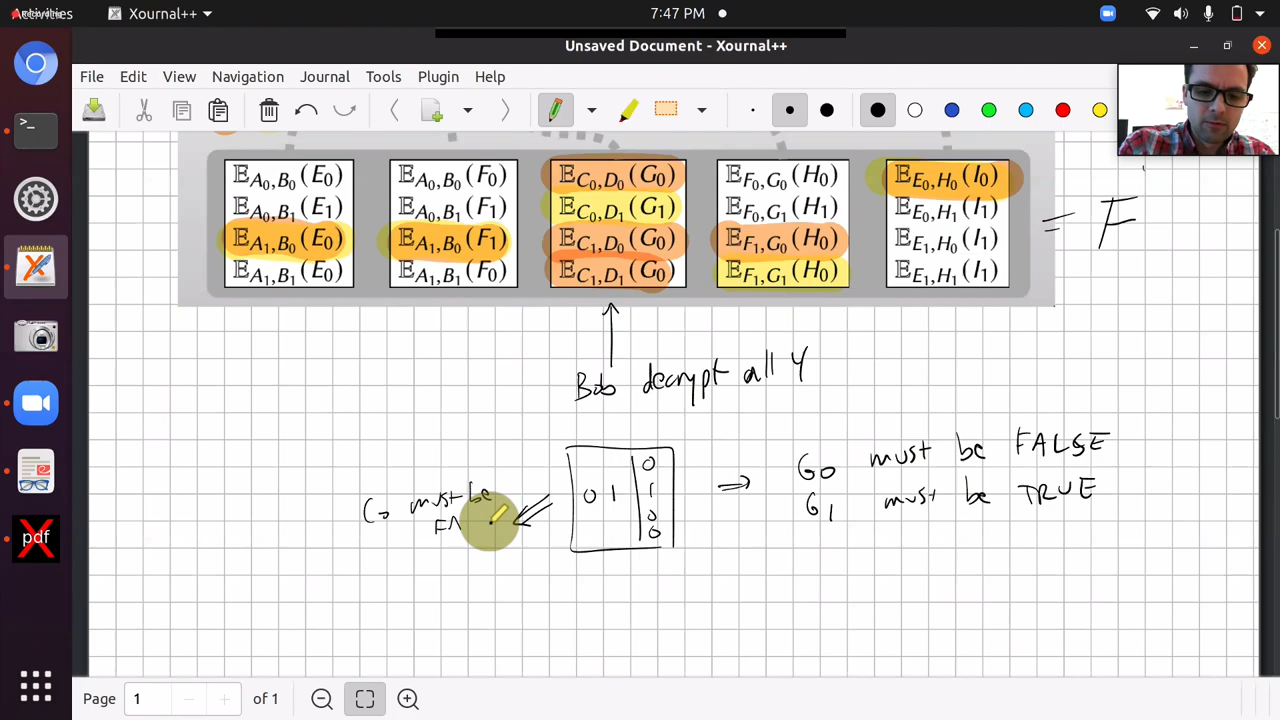 Activities
Xournal++
7:47 PM
Unsaved Document - Xournal++
File Edit View Navigation Journal Tools Plugin Help
𝔼A₀,B₀(E₀) 𝔼A₀,B₀(F₀) 𝔼C₀,D₀(G₀) 𝔼F₀,G₀(H₀) 𝔼E₀,H₀(I₀)
𝔼A₀,B₁(E₁) 𝔼A₀,B₁(F₁) 𝔼C₀,D₁(G₁) 𝔼F₀,G₁(H₁) 𝔼E₀,H₁(I₁) = F
𝔼A₁,B₀(E₀) 𝔼A₁,B₀(F₁) 𝔼C₁,D₀(G₀) 𝔼F₁,G₀(H₀) 𝔼E₁,H₀(I₁)
𝔼A₁,B₁(E₀) 𝔼A₁,B₁(F₀) 𝔼C₁,D₁(G₀) 𝔼F₁,G₁(H₀) 𝔼E₁,H₁(I₁)
Bob decrypt all 4
0
0 1 1
0
0
G0 must be FALSE
G1 must be TRUE
C0 must be
FA
pdf
Page 1 of 1